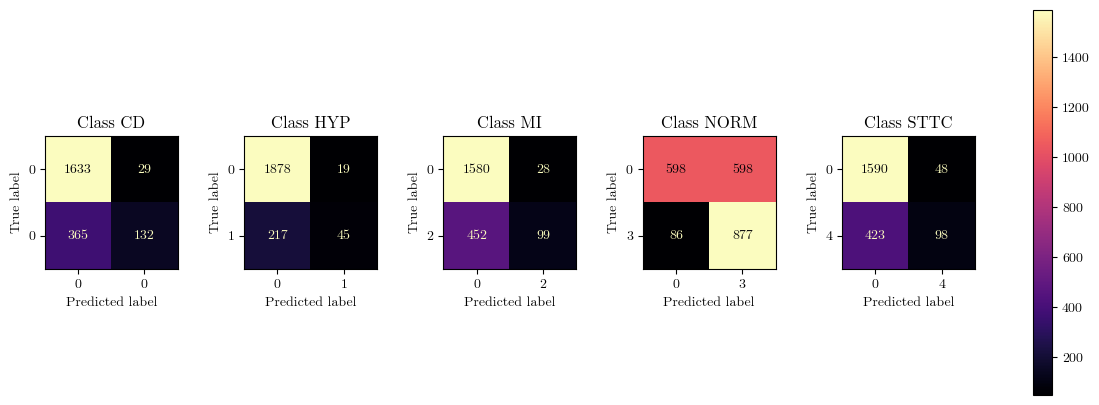 Class CD
True label
0
0
1633 29
365 132
0 0
Predicted label
Class HYP
True label
0
1
1878 19
217 45
0 1
Predicted label
Class MI
True label
0
2
1580 28
452 99
0 2
Predicted label
Class NORM
True label
0
3
598 598
86 877
0 3
Predicted label
Class STTC
True label
0
4
1590 48
423 98
0 4
Predicted label
1400
1200
1000
800
600
400
200